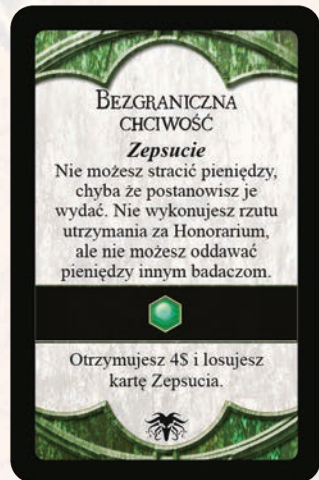 BEZGRANICZNA
CHCIWOŚĆ
Zepsucie
Nie możesz stracić pieniędzy,
chyba że postanowisz je
wydać. Nie wykonujesz rzutu
utrzymania za Honorarium,
ale nie możesz oddawać
pieniędzy innym badaczom.
Otrzymujesz 4$ i losujesz
kartę Zepsucia.